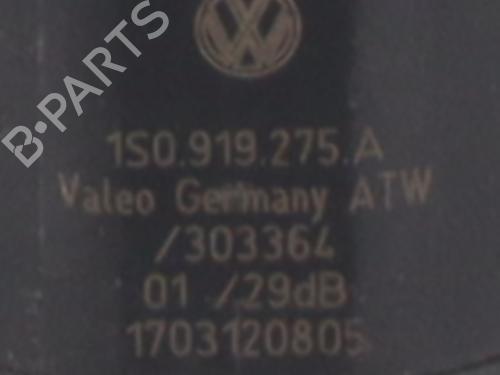 B-PARTS
1S0.919.275.A
Valeo Germany ATW
/303364
01 /29dB
1703120805